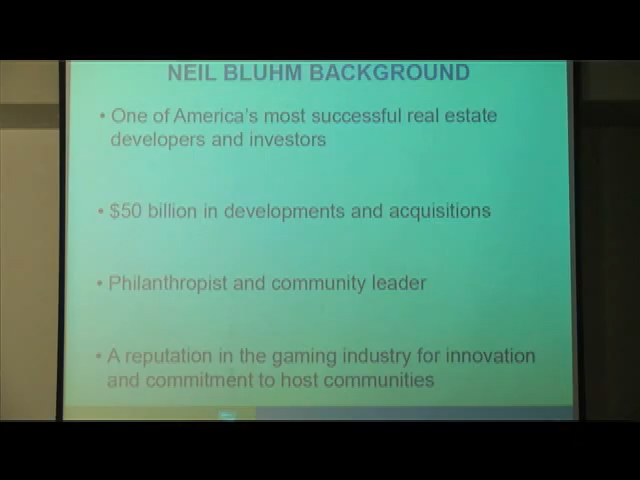 NEIL BLUHM BACKGROUND
• One of America's most successful real estate
developers and investors
• $50 billion in developments and acquisitions
• Philanthropist and community leader
• A reputation in the gaming industry for innovation
and commitment to host communities